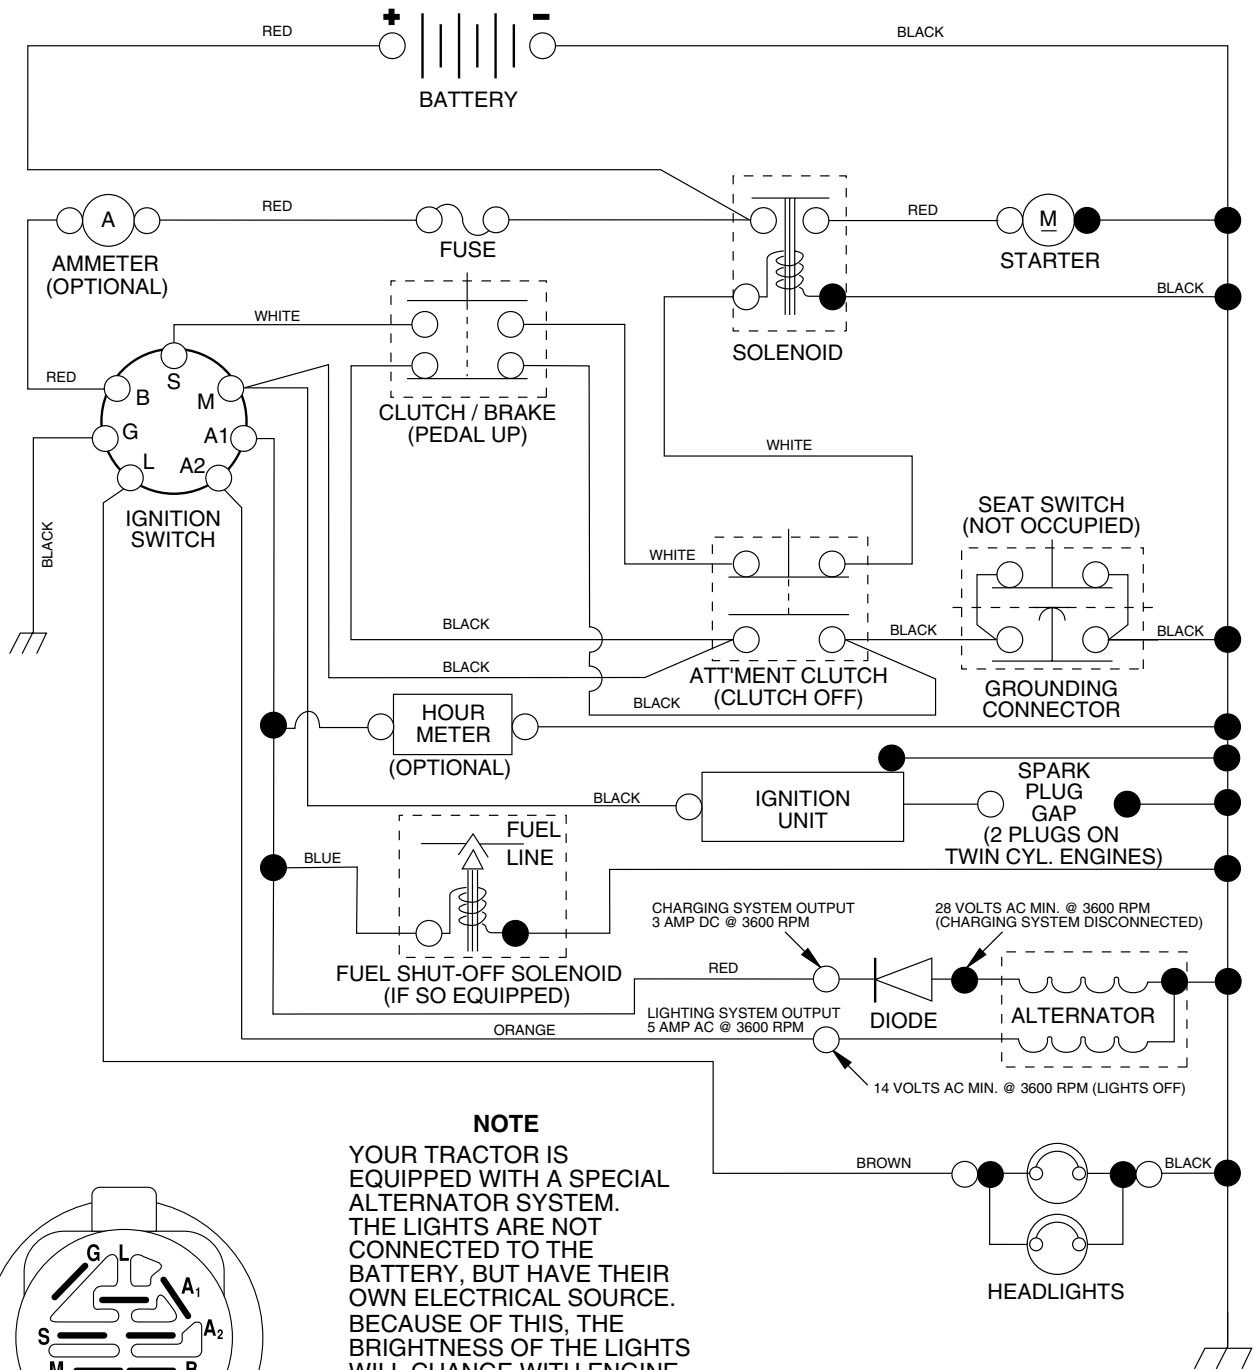 + −
RED
BLACK
BATTERY
A
RED
FUSE
RED
M
STARTER
AMMETER
(OPTIONAL)
BLACK
SOLENOID
WHITE
RED
S
B
M
G
A1
L
A2
IGNITION
SWITCH
BLACK
CLUTCH / BRAKE
(PEDAL UP)
WHITE
SEAT SWITCH
(NOT OCCUPIED)
WHITE
BLACK
BLACK
BLACK
BLACK
ATT'MENT CLUTCH
(CLUTCH OFF)
GROUNDING
CONNECTOR
BLACK
HOUR
METER
(OPTIONAL)
BLACK
IGNITION
UNIT
SPARK
PLUG
GAP
(2 PLUGS ON
TWIN CYL. ENGINES)
BLUE
FUEL
LINE
FUEL SHUT-OFF SOLENOID
(IF SO EQUIPPED)
CHARGING SYSTEM OUTPUT
3 AMP DC @ 3600 RPM
28 VOLTS AC MIN. @ 3600 RPM
(CHARGING SYSTEM DISCONNECTED)
RED
DIODE
ALTERNATOR
LIGHTING SYSTEM OUTPUT
5 AMP AC @ 3600 RPM
ORANGE
14 VOLTS AC MIN. @ 3600 RPM (LIGHTS OFF)
BROWN
BLACK
HEADLIGHTS
NOTE
YOUR TRACTOR IS
EQUIPPED WITH A SPECIAL
ALTERNATOR SYSTEM.
THE LIGHTS ARE NOT
CONNECTED TO THE
BATTERY, BUT HAVE THEIR
OWN ELECTRICAL SOURCE.
BECAUSE OF THIS, THE
BRIGHTNESS OF THE LIGHTS
WILL CHANGE WITH ENGINE
G L
A₁
S
A₂
M
B